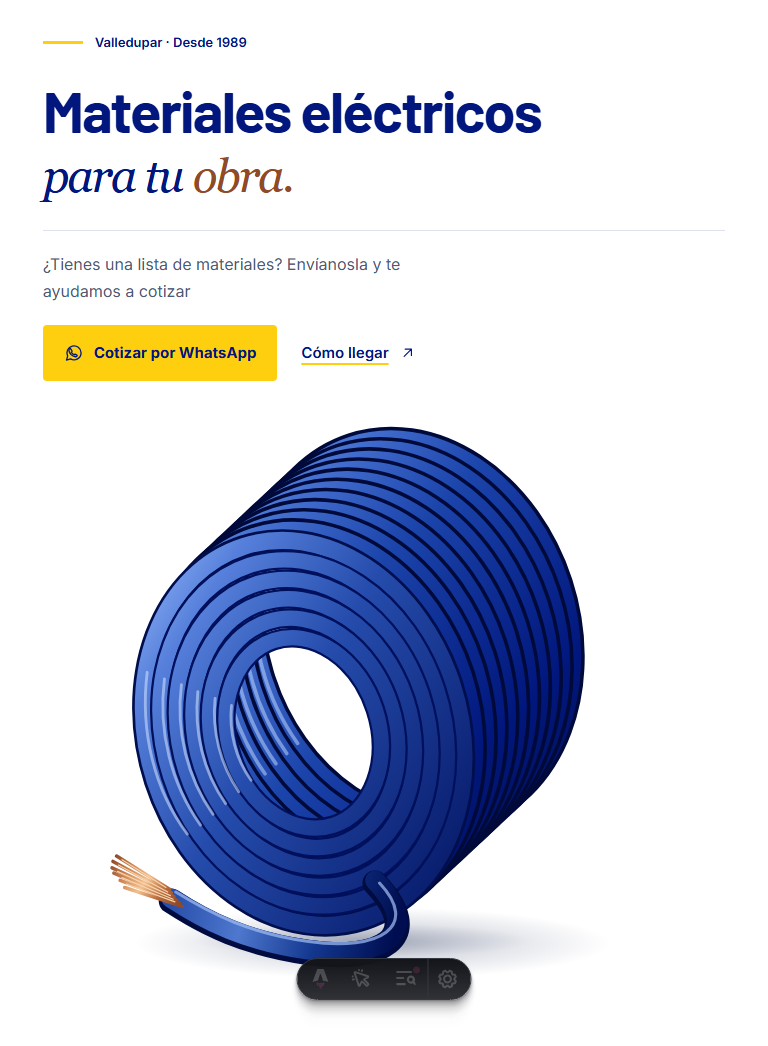 Valledupar · Desde 1989
Materiales eléctricos
para tu obra.
¿Tienes una lista de materiales? Envíanosla y te
ayudamos a cotizar
Cotizar por WhatsApp
Cómo llegar